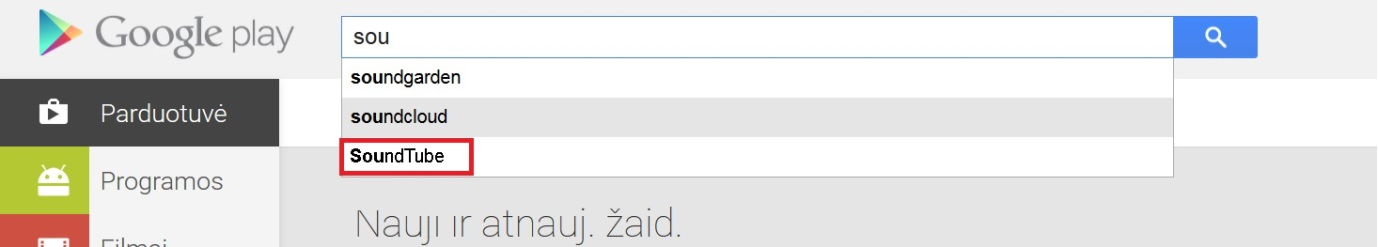 Google play
sou
soundgarden
soundcloud
SoundTube
Parduotuvė
Programos
Filmai
Nauji ir atnauj. žaid.